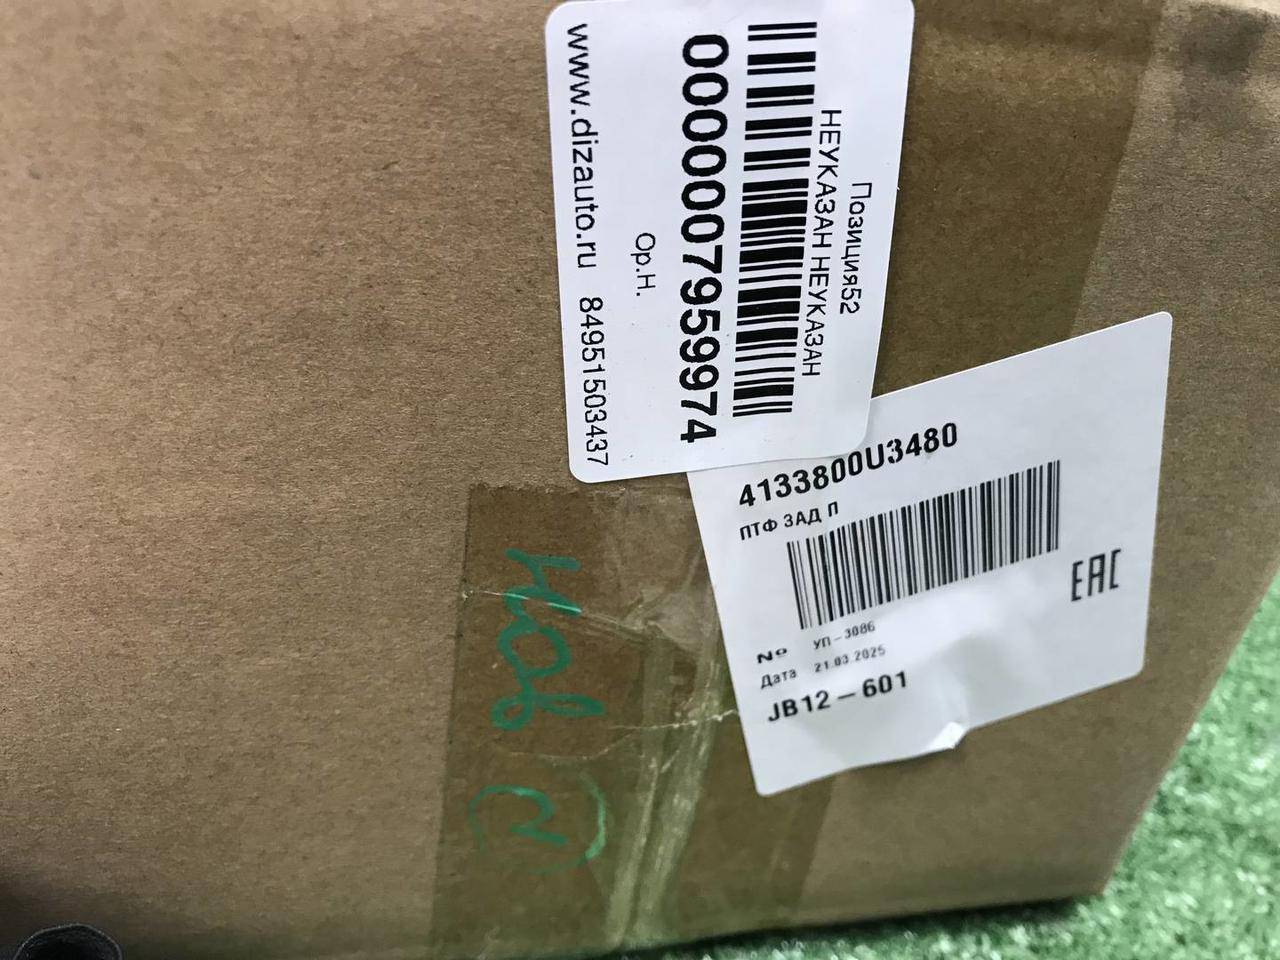 Позиция52
НЕУКАЗАН НЕУКАЗАН
0000007959974
Ор.Н.
www.dizauto.ru 84951503437
4133800U3480
ПТФ ЗАД П
EAC
№ УП-3086
Дата 21.03.2025
JB12-601
Нов